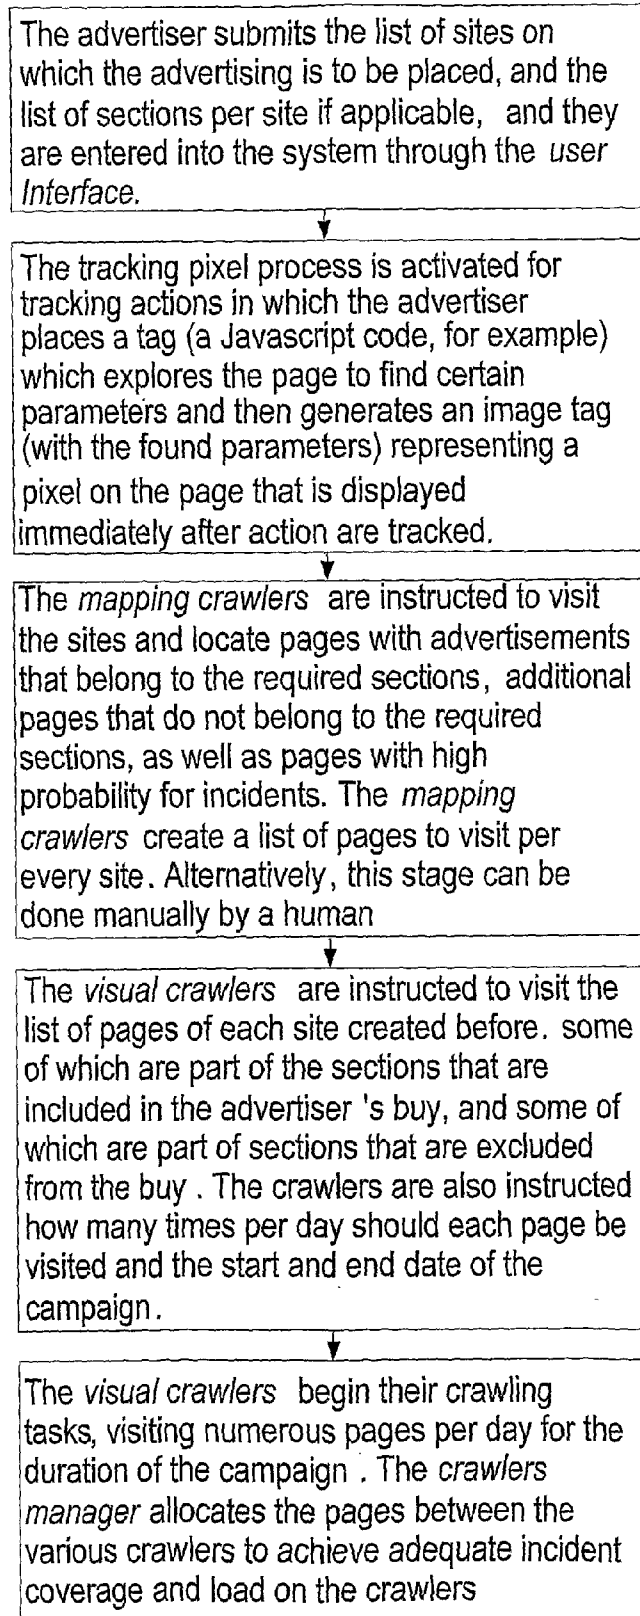 The advertiser submits the list of sites on
which the advertising is to be placed, and the
list of sections per site if applicable, and they
are entered into the system through the user
Interface.
The tracking pixel process is activated for
tracking actions in which the advertiser
places a tag (a Javascript code, for example)
which explores the page to find certain
parameters and then generates an image tag
(with the found parameters) representing a
pixel on the page that is displayed
immediately after action are tracked.
The mapping crawlers are instructed to visit
the sites and locate pages with advertisements
that belong to the required sections, additional
pages that do not belong to the required
sections, as well as pages with high
probability for incidents. The mapping
crawlers create a list of pages to visit per
every site. Alternatively, this stage can be
done manually by a human
The visual crawlers are instructed to visit the
list of pages of each site created before. some
of which are part of the sections that are
included in the advertiser 's buy, and some of
which are part of sections that are excluded
from the buy . The crawlers are also instructed
how many times per day should each page be
visited and the start and end date of the
campaign.
The visual crawlers begin their crawling
tasks, visiting numerous pages per day for the
duration of the campaign . The crawlers
manager allocates the pages between the
various crawlers to achieve adequate incident
coverage and load on the crawlers